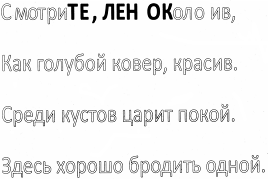 СмотриТЕ, ЛЕН ОКоло ив,
Как голубой ковер, красив.
Среди кустов царит покой.
Здесь хорошо бродить одной.